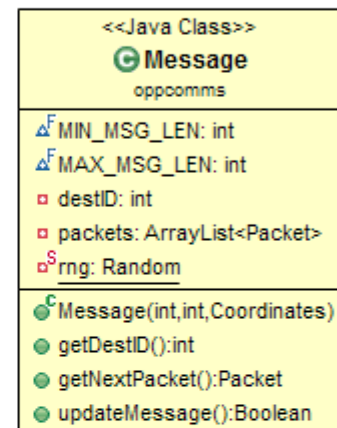 <<Java Class>>
C Message
oppcomms
F MIN_MSG_LEN: int
F MAX_MSG_LEN: int
destID: int
packets: ArrayList<Packet>
S rng: Random
C Message(int,int,Coordinates)
getDestID():int
getNextPacket():Packet
updateMessage():Boolean